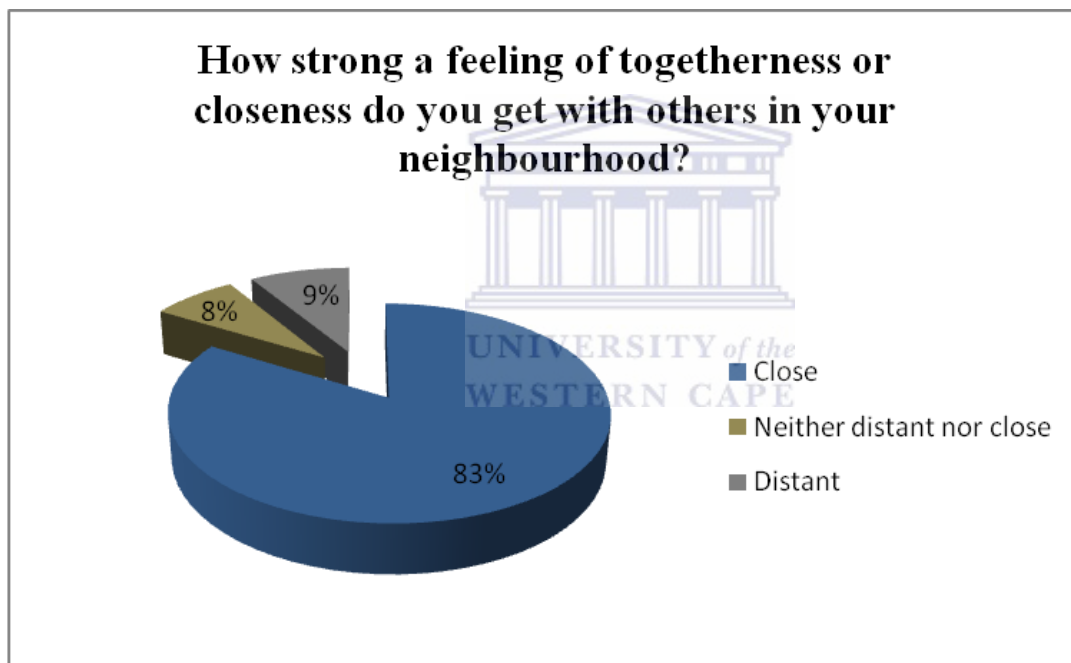 How strong a feeling of togetherness or
closeness do you get with others in your
neighbourhood?
8%
9%
83%
UNIVERSITY of the
WESTERN CAPE
Close
Neither distant nor close
Distant